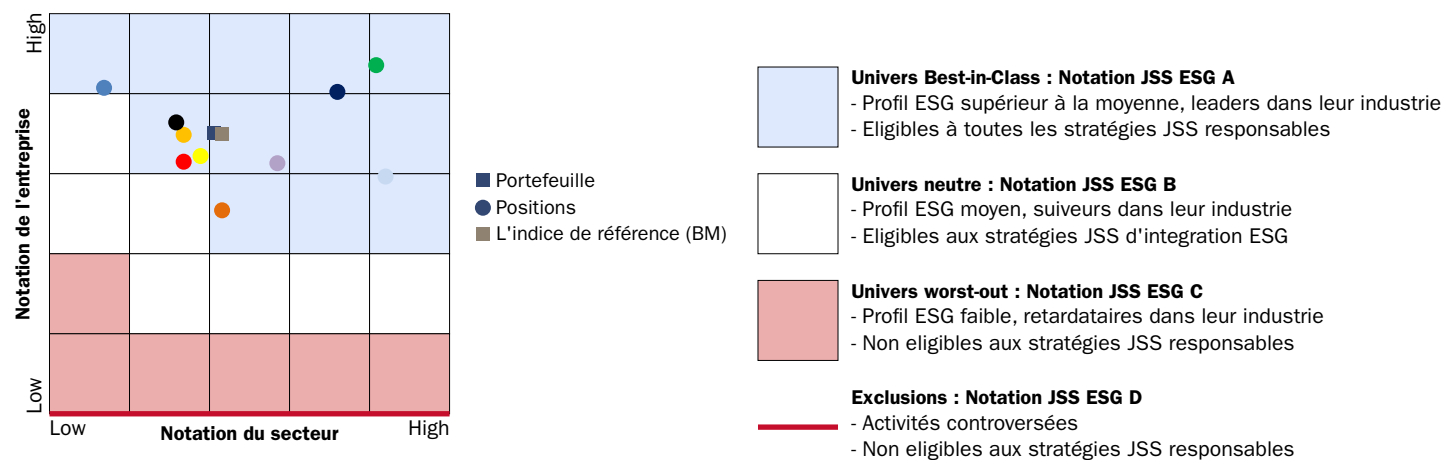 High
Notation de l'entreprise
Low
Low
Notation du secteur
High
Portefeuille
Positions
L'indice de référence (BM)
Univers Best-in-Class : Notation JSS ESG A
- Profil ESG supérieur à la moyenne, leaders dans leur industrie
- Eligibles à toutes les stratégies JSS responsables
Univers neutre : Notation JSS ESG B
- Profil ESG moyen, suiveurs dans leur industrie
- Eligibles aux stratégies JSS d'integration ESG
Univers worst-out : Notation JSS ESG C
- Profil ESG faible, retardataires dans leur industrie
- Non eligibles aux stratégies JSS responsables
Exclusions : Notation JSS ESG D
- Activités controversées
- Non eligibles aux stratégies JSS responsables